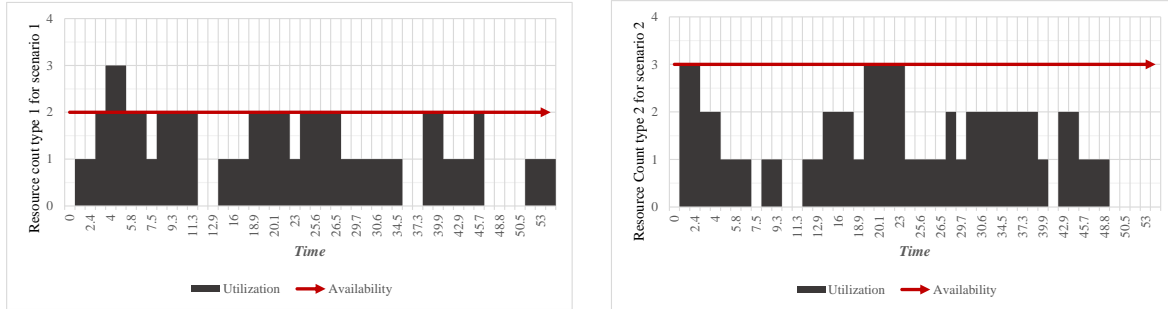 Resource cout type 1 for scenario 1
4
3
2
1
0
0 2.4 4 5.8 7.5 9.3 11.3 12.9 16 18.9 20.1 23 25.6 26.5 29.7 30.6 34.5 37.3 39.9 42.9 45.7 48.8 50.5 53
Time
Utilization Availability
Resource Count type 2 for scenario 2
4
3
2
1
0
0 2.4 4 5.8 7.5 9.3 11.3 12.9 16 18.9 20.1 23 25.6 26.5 29.7 30.6 34.5 37.3 39.9 42.9 45.7 48.8 50.5 53
Time
Utilization Availability